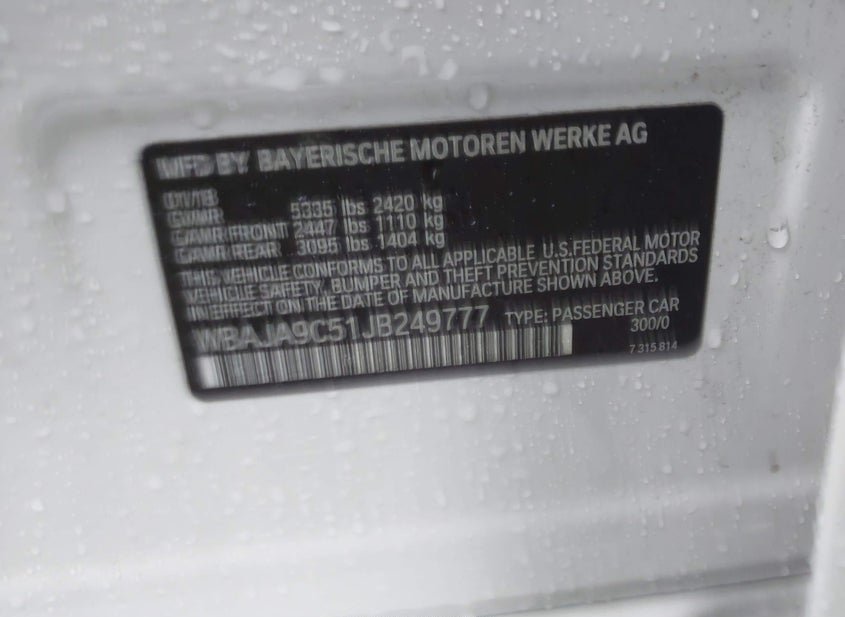 MFD BY: BAYERISCHE MOTOREN WERKE AG
GVWR: 5335 lbs 2420 kg
GAWR FRONT 2447 lbs 1110 kg
GAWR REAR 3095 lbs 1404 kg
THIS VEHICLE CONFORMS TO ALL APPLICABLE U.S.FEDERAL MOTOR
VEHICLE SAFETY, BUMPER AND THEFT PREVENTION STANDARDS
IN EFFECT ON THE DATE OF MANUFACTURE SHOWN ABOVE.
WBAJA9C51JB249777 TYPE: PASSENGER CAR
300/0
7 315 814